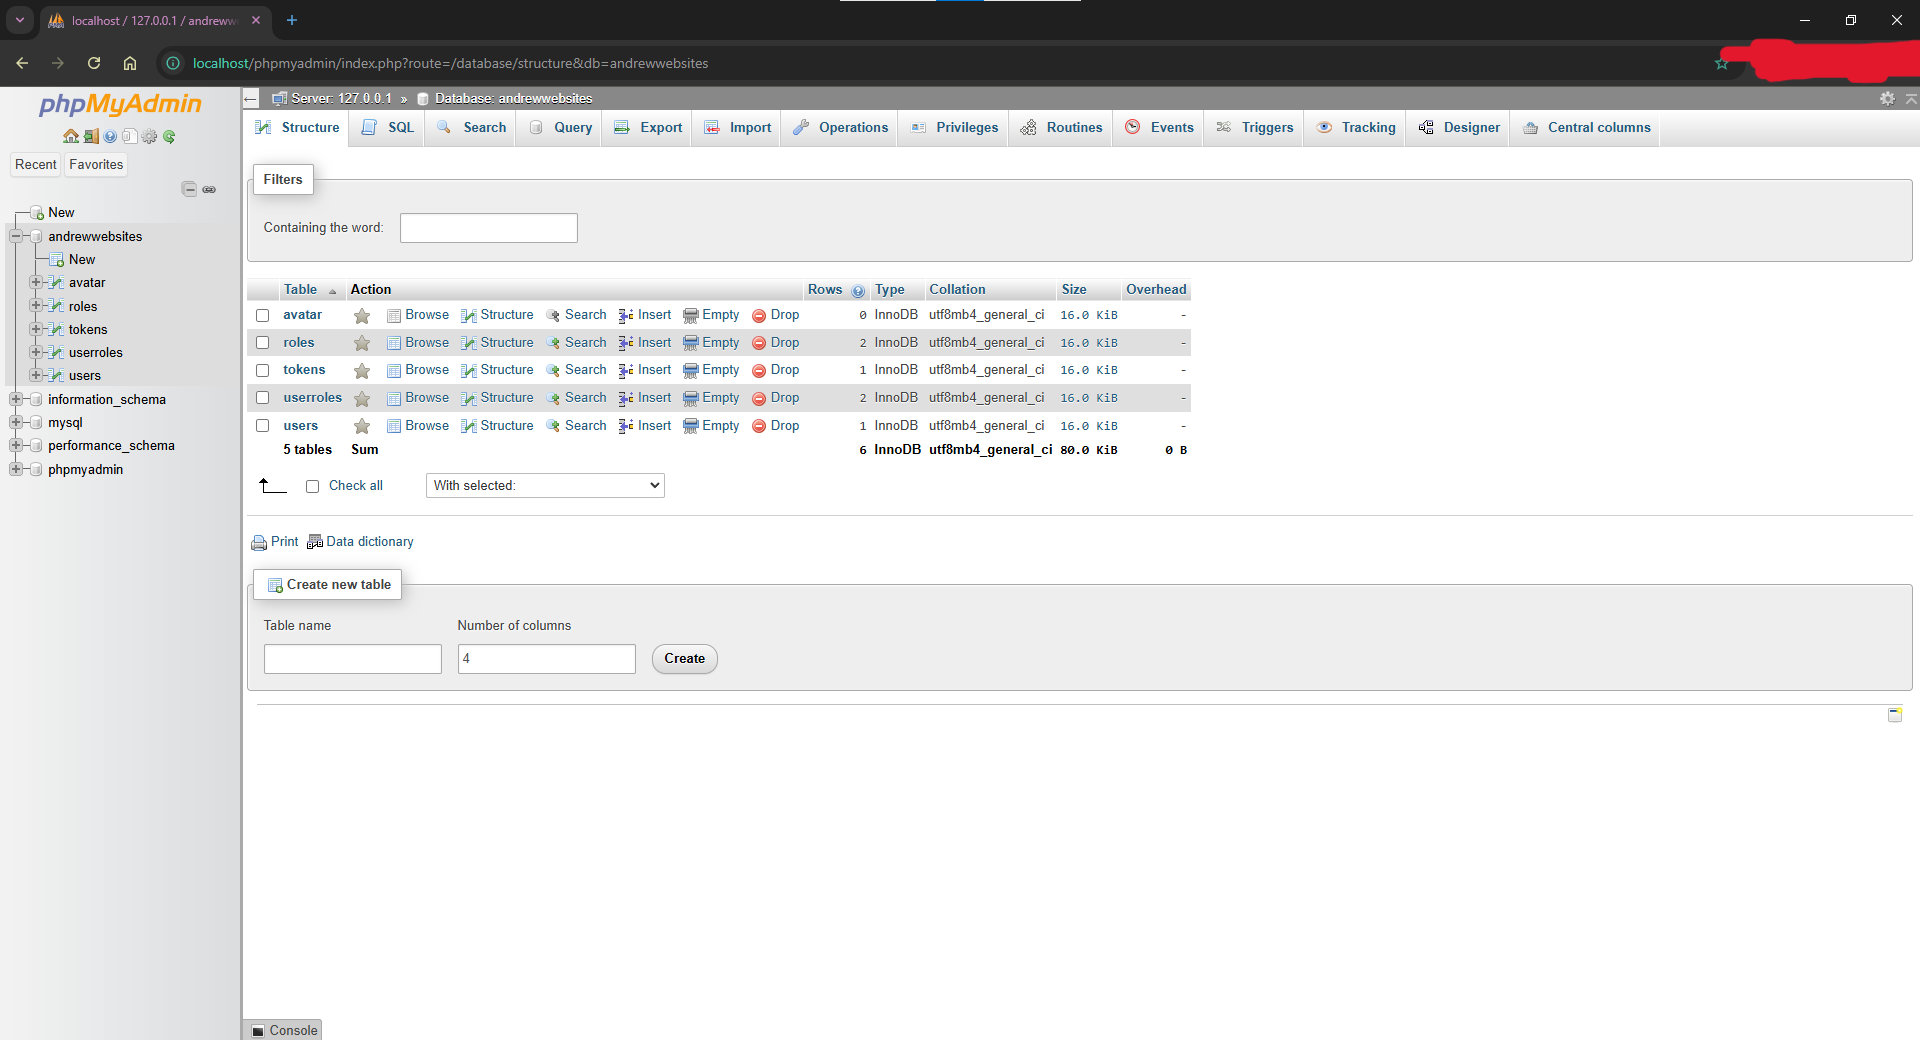 localhost / 127.0.0.1 / andrewwe
localhost/phpmyadmin/index.php?route=/database/structure&db=andrewwebsites
phpMyAdmin
Recent Favorites
New
andrewwebsites
New
avatar
roles
tokens
userroles
users
information_schema
mysql
performance_schema
phpmyadmin
Server: 127.0.0.1 » Database: andrewwebsites
Structure SQL Search Query Export Import Operations Privileges Routines Events Triggers Tracking Designer Central columns
Filters
Containing the word:
Table Action Rows Type Collation Size Overhead
avatar Browse Structure Search Insert Empty Drop 0 InnoDB utf8mb4_general_ci 16.0 KiB -
roles Browse Structure Search Insert Empty Drop 2 InnoDB utf8mb4_general_ci 16.0 KiB -
tokens Browse Structure Search Insert Empty Drop 1 InnoDB utf8mb4_general_ci 16.0 KiB -
userroles Browse Structure Search Insert Empty Drop 2 InnoDB utf8mb4_general_ci 16.0 KiB -
users Browse Structure Search Insert Empty Drop 1 InnoDB utf8mb4_general_ci 16.0 KiB -
5 tables Sum 6 InnoDB utf8mb4_general_ci 80.0 KiB 0 B
Check all With selected:
Print Data dictionary
Create new table
Table name Number of columns
4 Create
Console